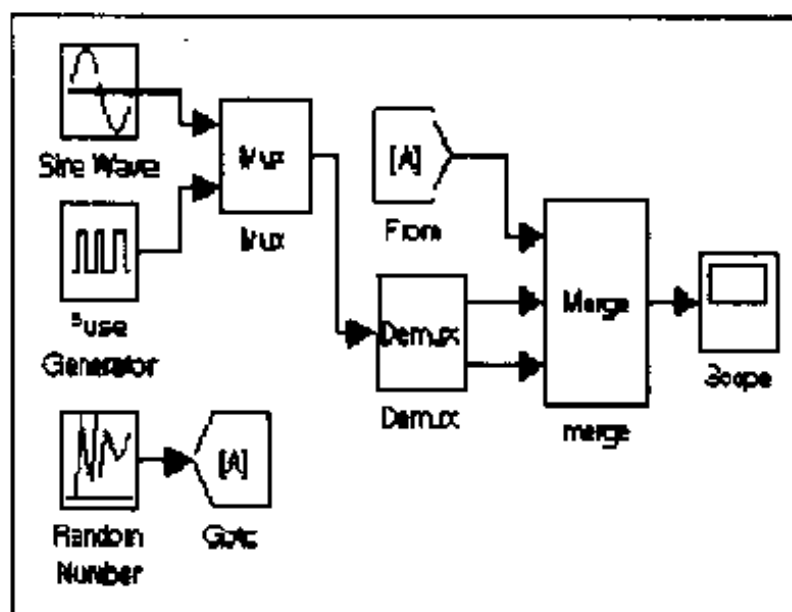 Sine Wave
Mux
Mux
[A]
From
Pulse
Generator
Demux
Demux
Merge
merge
Scope
[A]
Random
Number
Goto